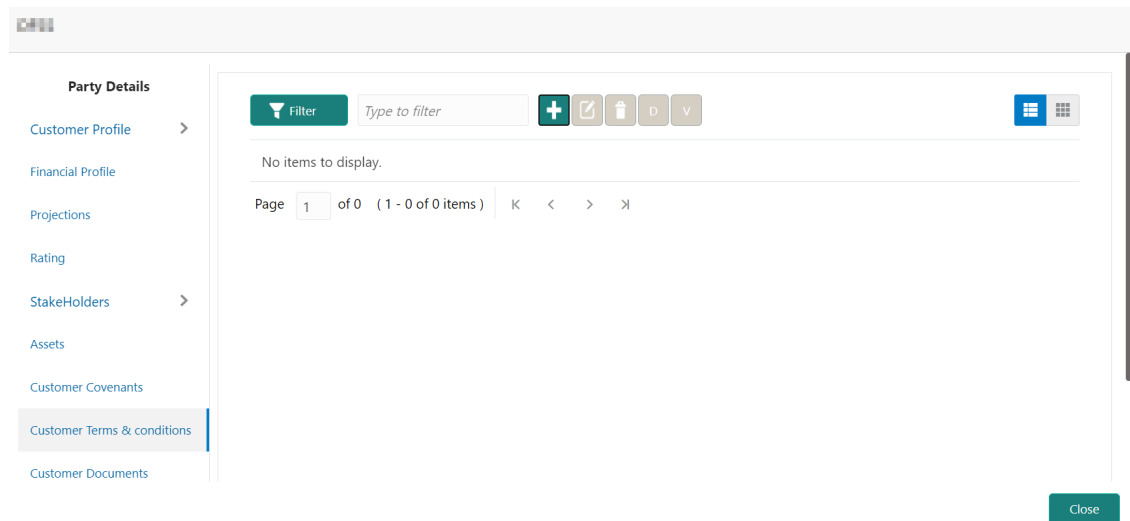 Party Details
Customer Profile
Financial Profile
Projections
Rating
StakeHolders
Assets
Customer Covenants
Customer Terms & conditions
Customer Documents
Filter Type to filter D V
No items to display.
Page 1 of 0 ( 1 - 0 of 0 items )
Close